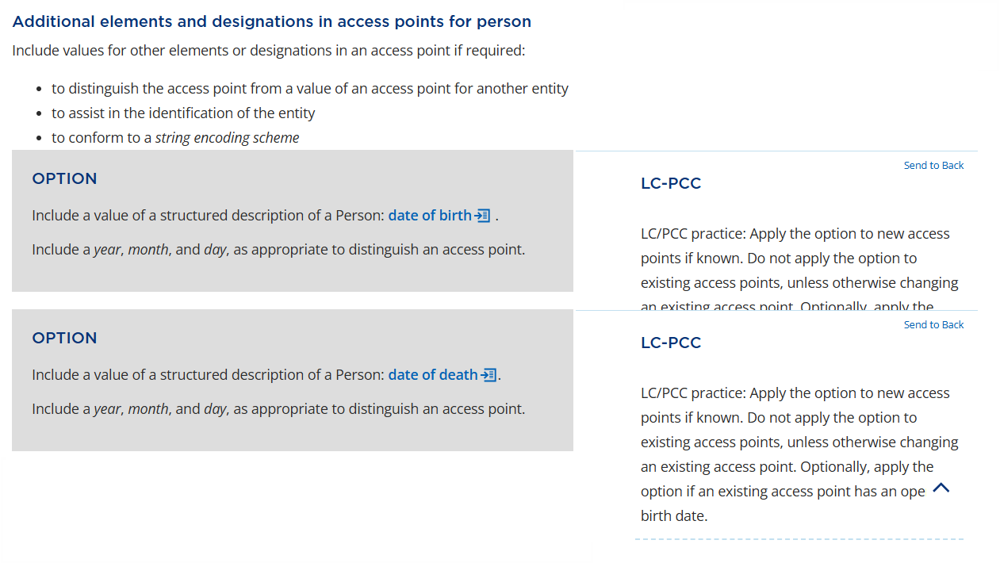 Additional elements and designations in access points for person
Include values for other elements or designations in an access point if required:
• to distinguish the access point from a value of an access point for another entity
• to assist in the identification of the entity
• to conform to a string encoding scheme
OPTION
Include a value of a structured description of a Person: date of birth .
Include a year, month, and day, as appropriate to distinguish an access point.
Send to Back
LC-PCC
LC/PCC practice: Apply the option to new access
points if known. Do not apply the option to
existing access points, unless otherwise changing
an existing access point. Optionally, apply the
OPTION
Include a value of a structured description of a Person: date of death.
Include a year, month, and day, as appropriate to distinguish an access point.
Send to Back
LC-PCC
LC/PCC practice: Apply the option to new access
points if known. Do not apply the option to
existing access points, unless otherwise changing
an existing access point. Optionally, apply the
option if an existing access point has an ope
birth date.